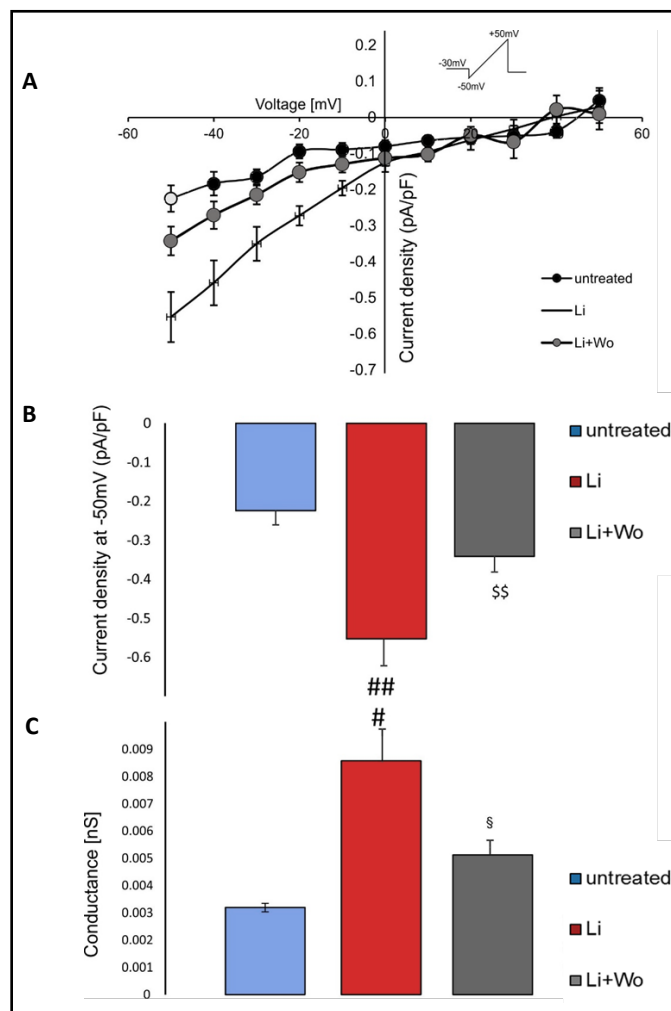 A
0.2
+50mV
0.1
-30mV
-50mV
Voltage [mV]
0
-60
-40
-20
0
20
40
60
-0.1
-0.2
-0.3
-0.4
-0.5
-0.6
-0.7
Current density (pA/pF)
untreated
Li
Li+Wo
B
Current density at -50mV (pA/pF)
0
-0.1
-0.2
-0.3
-0.4
-0.5
-0.6
untreated
Li
Li+Wo
$$
##
#
C
Conductance [nS]
0.009
0.008
0.007
0.006
0.005
0.004
0.003
0.002
0.001
0
§
untreated
Li
Li+Wo